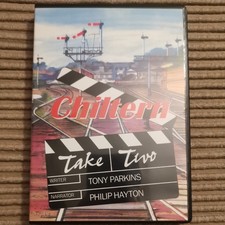 Chiltern
Take Two
WRITER
TONY PARKINS
NARRATOR
PHILIP HAYTON